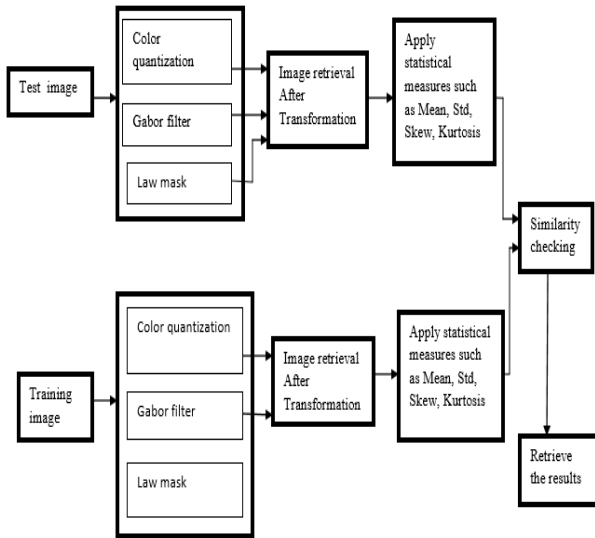 Test image
Color
quantization
Gabor filter
Law mask
Image retrieval
After
Transformation
Apply
statistical
measures such
as Mean, Std,
Skew, Kurtosis
Similarity
checking
Training
image
Color quantization
Gabor filter
Law mask
Image retrieval
After
Transformation
Apply statistical
measures such
as Mean, Std,
Skew, Kurtosis
Retrieve
the results